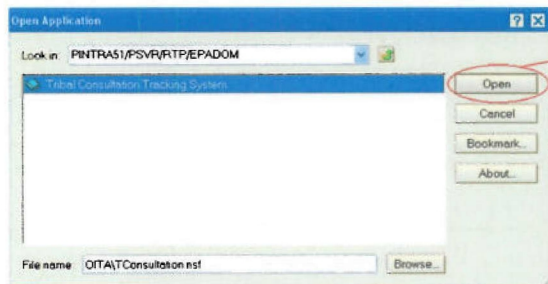 Open Application
Look in: PINTRA51/PSVR/RTP/EPADOM
Tribal Consultation Tracking System
Open
Cancel
Bookmark...
About...
File name: OITA\TConsultation.nsf
Browse...